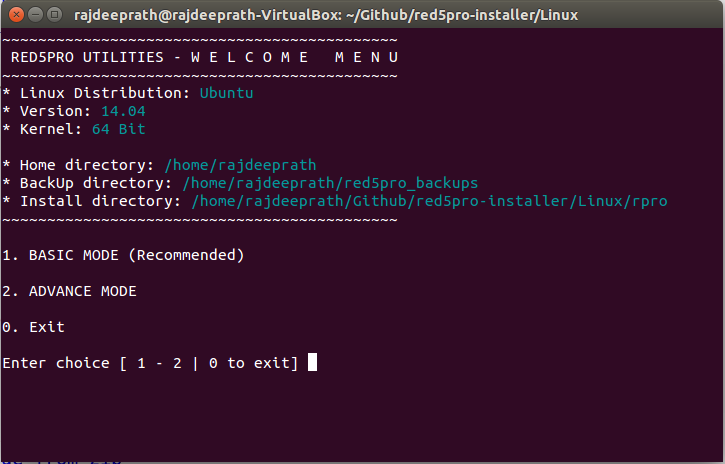 rajdeeprath@rajdeeprath-VirtualBox: ~/Github/red5pro-installer/Linux
~~~~~~~~~~~~~~~~~~~~~~~~~~~~~~~~~~~~~~~~~~~~
RED5PRO UTILITIES - W E L C O M E   M E N U
~~~~~~~~~~~~~~~~~~~~~~~~~~~~~~~~~~~~~~~~~~~~
* Linux Distribution: Ubuntu
* Version: 14.04
* Kernel: 64 Bit
* Home directory: /home/rajdeeprath
* BackUp directory: /home/rajdeeprath/red5pro_backups
* Install directory: /home/rajdeeprath/Github/red5pro-installer/Linux/rpro
~~~~~~~~~~~~~~~~~~~~~~~~~~~~~~~~~~~~~~~~~~~~
1. BASIC MODE (Recommended)
2. ADVANCE MODE
0. Exit
Enter choice [ 1 - 2 | 0 to exit]